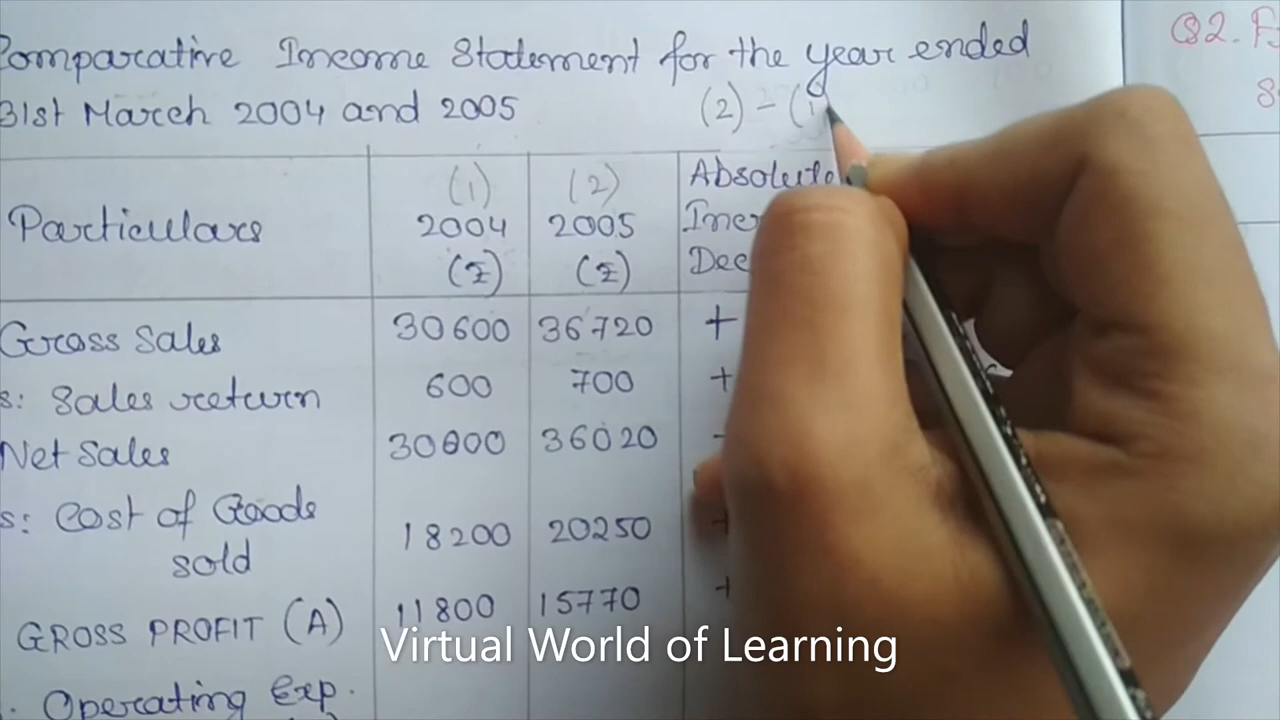 Comparative Income Statement for the year ended
31st March 2004 and 2005
(2) - (1
Q2.
Particulars
(1)
2004
(₹)
(2)
2005
(₹)
Absolute
Gross Sales 30600 36720 +
s: Sales return 600 700 +
Net Sales 30000 36020
s: Cost of Goods
sold 18200 20250 +
GROSS PROFIT (A) 11800 15770 +
. Operating Exp.
Virtual World of Learning